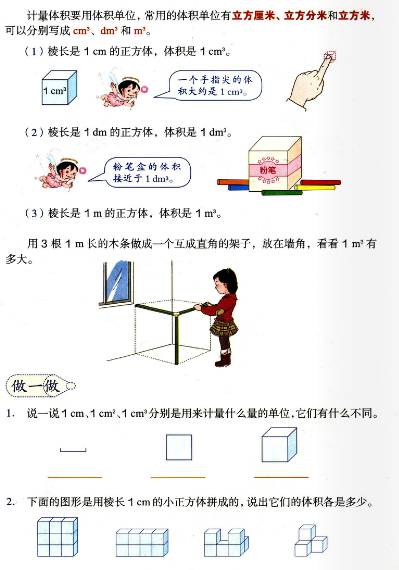 计量体积要用体积单位，常用的体积单位有立方厘米、立方分米和立方米，
可以分别写成 cm³、dm³ 和 m³。
（1）棱长是 1 cm 的正方体，体积是 1 cm³。
1 cm³
一个手指尖的体
积大约是 1 cm³。
（2）棱长是 1 dm 的正方体，体积是 1 dm³。
粉笔盒的体积
接近于 1 dm³。
粉笔
（3）棱长是 1 m 的正方体，体积是 1 m³。
用 3 根 1 m 长的木条做成一个互成直角的架子，放在墙角，看看 1 m³ 有
多大。
做一做
1. 说一说 1 cm、1 cm²、1 cm³ 分别是用来计量什么量的单位，它们有什么不同。
2. 下面的图形是用棱长 1 cm 的小正方体拼成的，说出它们的体积各是多少。